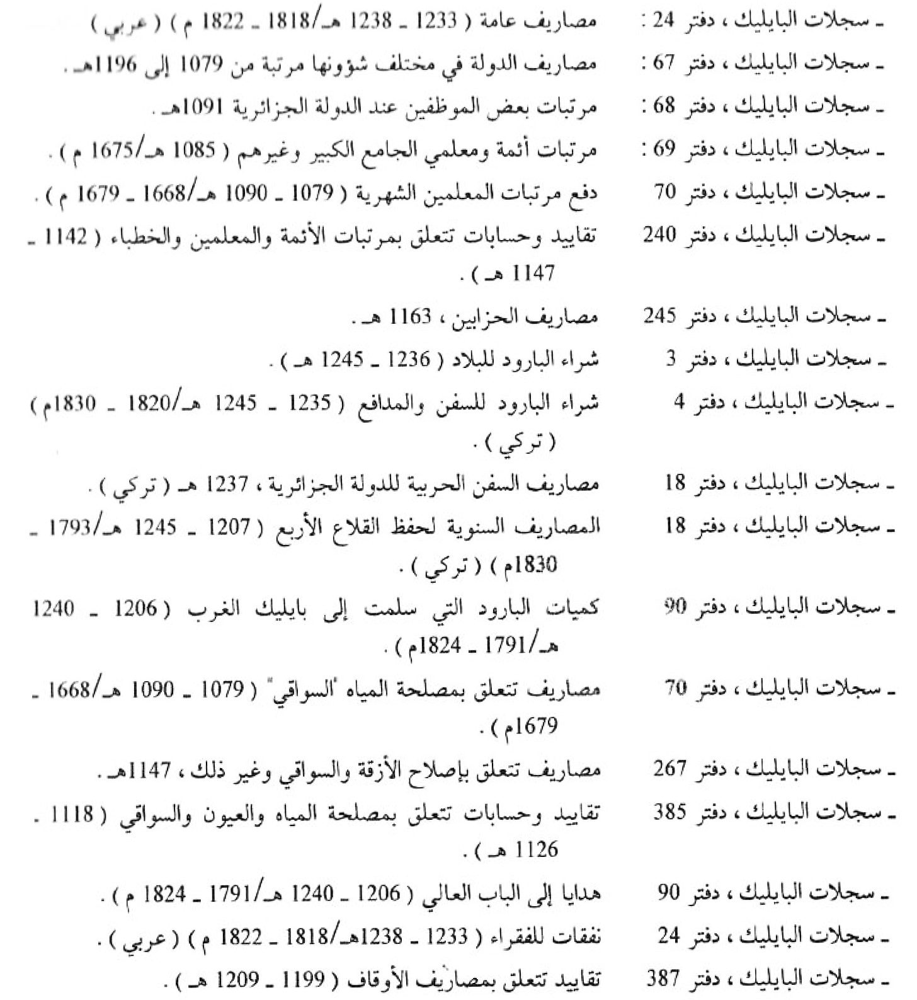 ـ سجلات البايليك ، دفتر 24 : مصاريف عامة ( 1233 ـ 1238 هـ/1818 ـ 1822 م ) ( عربي )
ـ سجلات البايليك ، دفتر 67 : مصاريف الدولة في مختلف شؤونها مرتبة من 1079 إلى 1196هـ .
ـ سجلات البايليك ، دفتر 68 : مرتبات بعض الموظفين عند الدولة الجزائرية 1091هـ .
ـ سجلات البايليك ، دفتر 69 : مرتبات أئمة ومعلمي الجامع الكبير وغيرهم ( 1085 هـ/1675 م ) .
ـ سجلات البايليك ، دفتر 70 دفع مرتبات المعلمين الشهرية ( 1079 ـ 1090 هـ/1668 ـ 1679 م ) .
ـ سجلات البايليك ، دفتر 240 تقاييد وحسابات تتعلق بمرتبات الأئمة والمعلمين والخطباء ( 1142 ـ
1147 هـ ) .
ـ سجلات البايليك ، دفتر 245 مصاريف الحزابين ، 1163 هـ .
ـ سجلات البايليك ، دفتر 3 شراء البارود للبلاد ( 1236 ـ 1245 هـ ) .
ـ سجلات البايليك ، دفتر 4 شراء البارود للسفن والمدافع ( 1235 ـ 1245 هـ/1820 ـ 1830م )
( تركي ) .
ـ سجلات البايليك ، دفتر 18 مصاريف السفن الحربية للدولة الجزائرية ، 1237 هـ ( تركي ) .
ـ سجلات البايليك ، دفتر 18 المصاريف السنوية لحفظ القلاع الأربع ( 1207 ـ 1245 هـ/1793 ـ
1830م ) ( تركي ) .
ـ سجلات البايليك ، دفتر 90 كميات البارود التي سلمت إلى بايليك الغرب ( 1206 ـ 1240
هـ/1791 ـ 1824م ) .
ـ سجلات البايليك ، دفتر 70 مصاريف تتعلق بمصلحة المياه "السواقي" ( 1079 ـ 1090 هـ/1668 ـ
1679م ) .
ـ سجلات البايليك ، دفتر 267 مصاريف تتعلق بإصلاح الأزقة والسواقي وغير ذلك ، 1147هـ .
ـ سجلات البايليك ، دفتر 385 تقاييد وحسابات تتعلق بمصلحة المياه والعيون والسواقي ( 1118 ـ
1126 هـ ) .
ـ سجلات البايليك ، دفتر 90 هدايا إلى الباب العالي ( 1206 ـ 1240 هـ/1791 ـ 1824 م ) .
ـ سجلات البايليك ، دفتر 24 نفقات للفقراء ( 1233 ـ 1238هـ/1818 ـ 1822 م ) ( عربي ) .
ـ سجلات البايليك ، دفتر 387 تقاييد تتعلق بمصاريف الأوقاف ( 1199 ـ 1209 هـ ) .